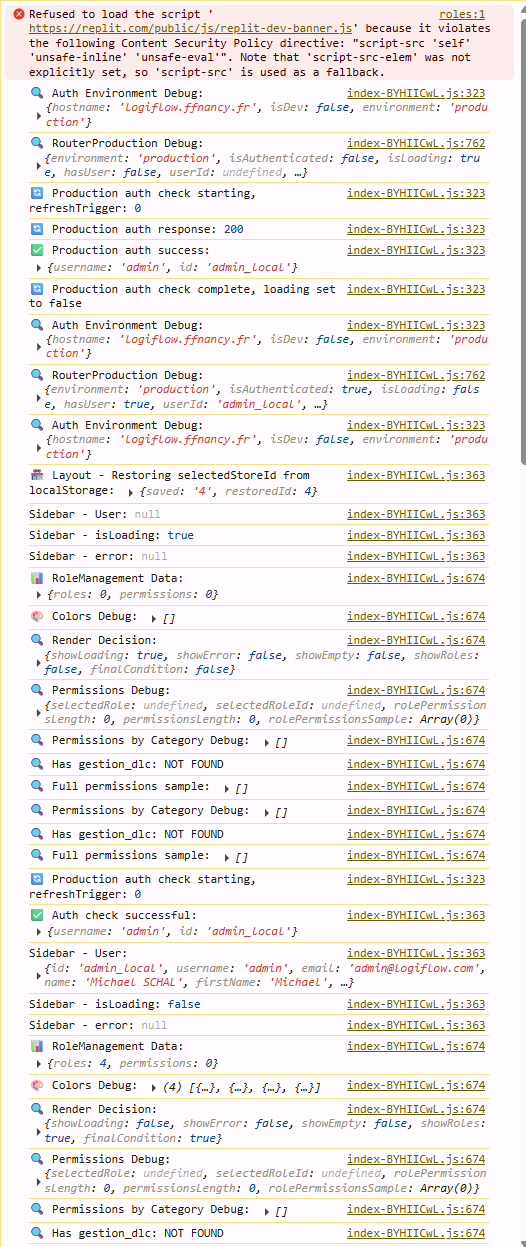 Refused to load the script ' roles:1
https://replit.com/public/js/replit-dev-banner.js' because it violates
the following Content Security Policy directive: "script-src 'self'
'unsafe-inline' 'unsafe-eval'". Note that 'script-src-elem' was not
explicitly set, so 'script-src' is used as a fallback.
🔍 Auth Environment Debug: index-BYHIICwL.js:323
{hostname: 'logiflow.ffnancy.fr', isDev: false, environment: 'produ
ction'}
🔍 RouterProduction Debug: index-BYHIICwL.js:762
{environment: 'production', isAuthenticated: false, isLoading: tru
e, hasUser: false, userId: undefined, …}
🔄 Production auth check starting, index-BYHIICwL.js:323
refreshTrigger: 0
🔄 Production auth response: 200 index-BYHIICwL.js:323
✅ Production auth success: index-BYHIICwL.js:323
{username: 'admin', id: 'admin_local'}
🔄 Production auth check complete, loading set index-BYHIICwL.js:323
to false
🔍 Auth Environment Debug: index-BYHIICwL.js:323
{hostname: 'logiflow.ffnancy.fr', isDev: false, environment: 'produ
ction'}
🔍 RouterProduction Debug: index-BYHIICwL.js:762
{environment: 'production', isAuthenticated: true, isLoading: fals
e, hasUser: true, userId: 'admin_local', …}
🔍 Auth Environment Debug: index-BYHIICwL.js:323
{hostname: 'logiflow.ffnancy.fr', isDev: false, environment: 'produ
ction'}
🏪 Layout - Restoring selectedStoreId from index-BYHIICwL.js:363
localStorage: {saved: '4', restoredId: 4}
Sidebar - User: null index-BYHIICwL.js:363
Sidebar - isLoading: true index-BYHIICwL.js:363
Sidebar - error: null index-BYHIICwL.js:363
📊 RoleManagement Data: index-BYHIICwL.js:674
{roles: 0, permissions: 0}
🎨 Colors Debug: [] index-BYHIICwL.js:674
🔍 Render Decision: index-BYHIICwL.js:674
{showLoading: true, showError: false, showEmpty: false, showRoles:
false, finalCondition: false}
🔍 Permissions Debug: index-BYHIICwL.js:674
{selectedRole: undefined, selectedRoleId: undefined, rolePermission
sLength: 0, permissionsLength: 0, rolePermissionsSample: Array(0)}
🔍 Permissions by Category Debug: [] index-BYHIICwL.js:674
🔍 Has gestion_dlc: NOT FOUND index-BYHIICwL.js:674
🔍 Full permissions sample: [] index-BYHIICwL.js:674
🔍 Permissions by Category Debug: [] index-BYHIICwL.js:674
🔍 Has gestion_dlc: NOT FOUND index-BYHIICwL.js:674
🔍 Full permissions sample: [] index-BYHIICwL.js:674
🔄 Production auth check starting, index-BYHIICwL.js:323
refreshTrigger: 0
✅ Auth check successful: index-BYHIICwL.js:363
{username: 'admin', id: 'admin_local'}
Sidebar - User: index-BYHIICwL.js:363
{id: 'admin_local', username: 'admin', email: 'admin@logiflow.com',
name: 'Michael SCHAL', firstName: 'Michael', …}
Sidebar - isLoading: false index-BYHIICwL.js:363
Sidebar - error: null index-BYHIICwL.js:363
📊 RoleManagement Data: index-BYHIICwL.js:674
{roles: 4, permissions: 0}
🎨 Colors Debug: (4) [{…}, {…}, {…}, {…}] index-BYHIICwL.js:674
🔍 Render Decision: index-BYHIICwL.js:674
{showLoading: false, showError: false, showEmpty: false, showRoles:
true, finalCondition: true}
🔍 Permissions Debug: index-BYHIICwL.js:674
{selectedRole: undefined, selectedRoleId: undefined, rolePermission
sLength: 0, permissionsLength: 0, rolePermissionsSample: Array(0)}
🔍 Permissions by Category Debug: [] index-BYHIICwL.js:674
🔍 Has gestion_dlc: NOT FOUND index-BYHIICwL.js:674